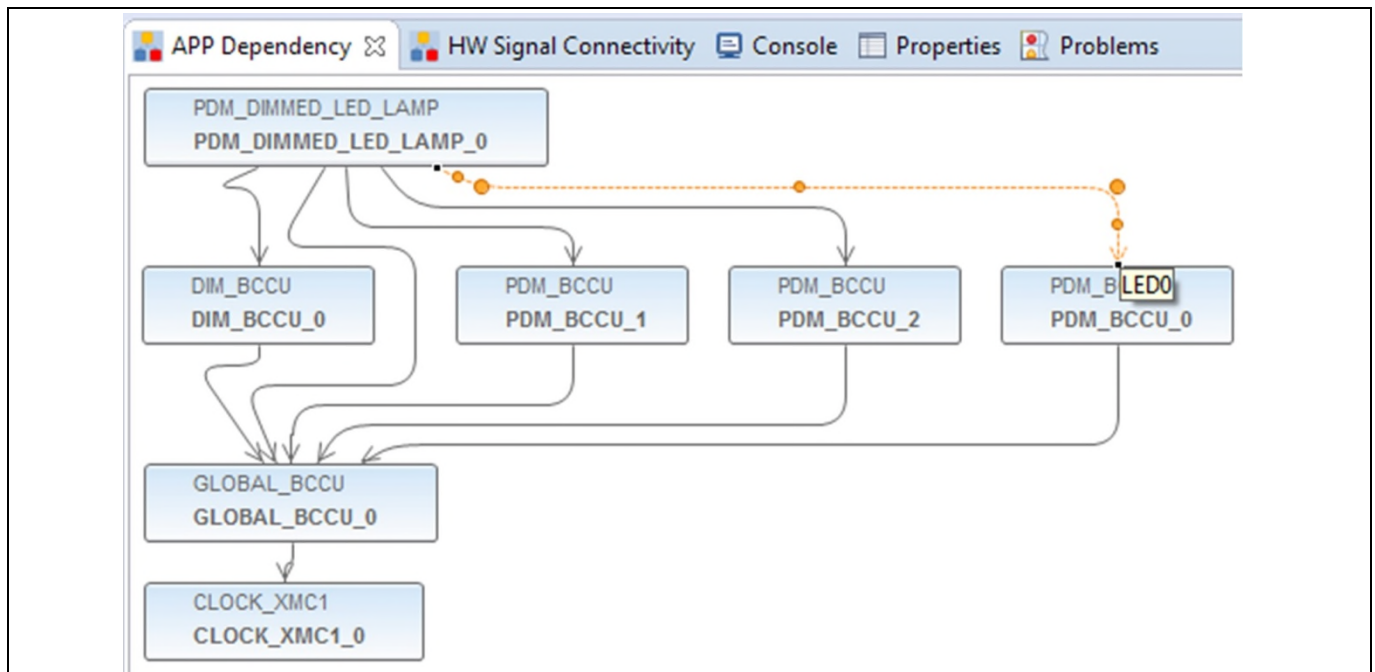 APP Dependency HW Signal Connectivity Console Properties Problems
PDM_DIMMED_LED_LAMP
PDM_DIMMED_LED_LAMP_0
DIM_BCCU
DIM_BCCU_0
PDM_BCCU
PDM_BCCU_1
PDM_BCCU
PDM_BCCU_2
PDM_B
LED0
PDM_BCCU_0
GLOBAL_BCCU
GLOBAL_BCCU_0
CLOCK_XMC1
CLOCK_XMC1_0